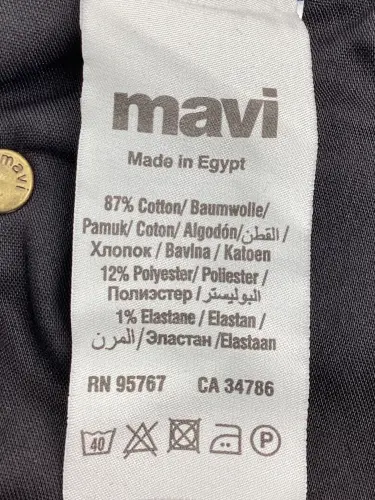 mavi
Made in Egypt
mavi
87% Cotton/ Baumwolle/
Pamuk/ Coton/ Algodón/القطن/
Хлопок/ Bavlna/ Katoen
12% Polyester/ Poliester/
Полиэстер/البوليستر/
1% Elastane/ Elastan/
المرن/Эластан/Elastaan
RN 95767 CA 34786
40 P